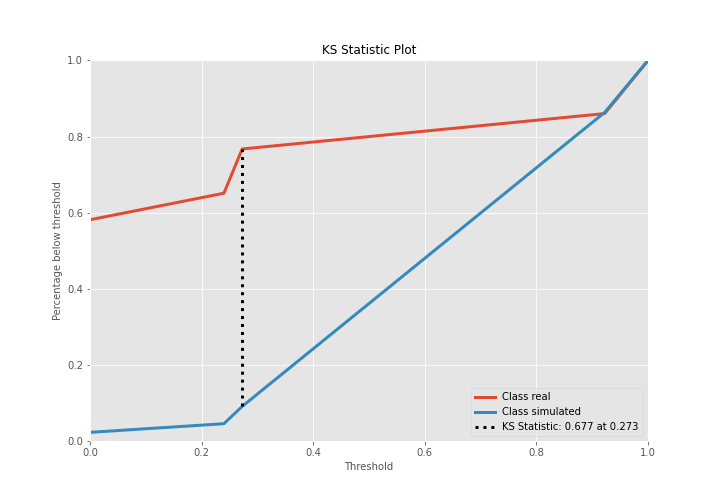 KS Statistic Plot
1.0
0.8
0.6
0.4
0.2
0.0
Percentage below threshold
0.0 0.2 0.4 0.6 0.8 1.0
Threshold
Class real
Class simulated
KS Statistic: 0.677 at 0.273